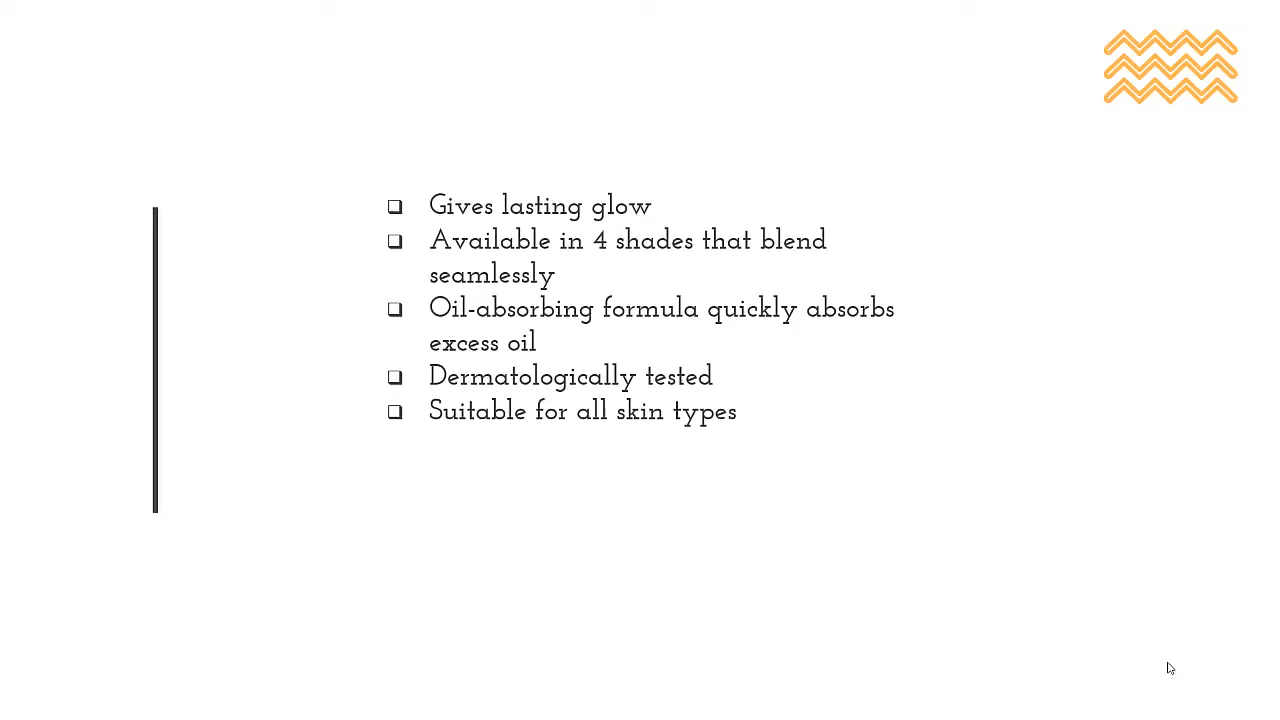 Gives lasting glow
Available in 4 shades that blend
seamlessly
Oil-absorbing formula quickly absorbs
excess oil
Dermatologically tested
Suitable for all skin types